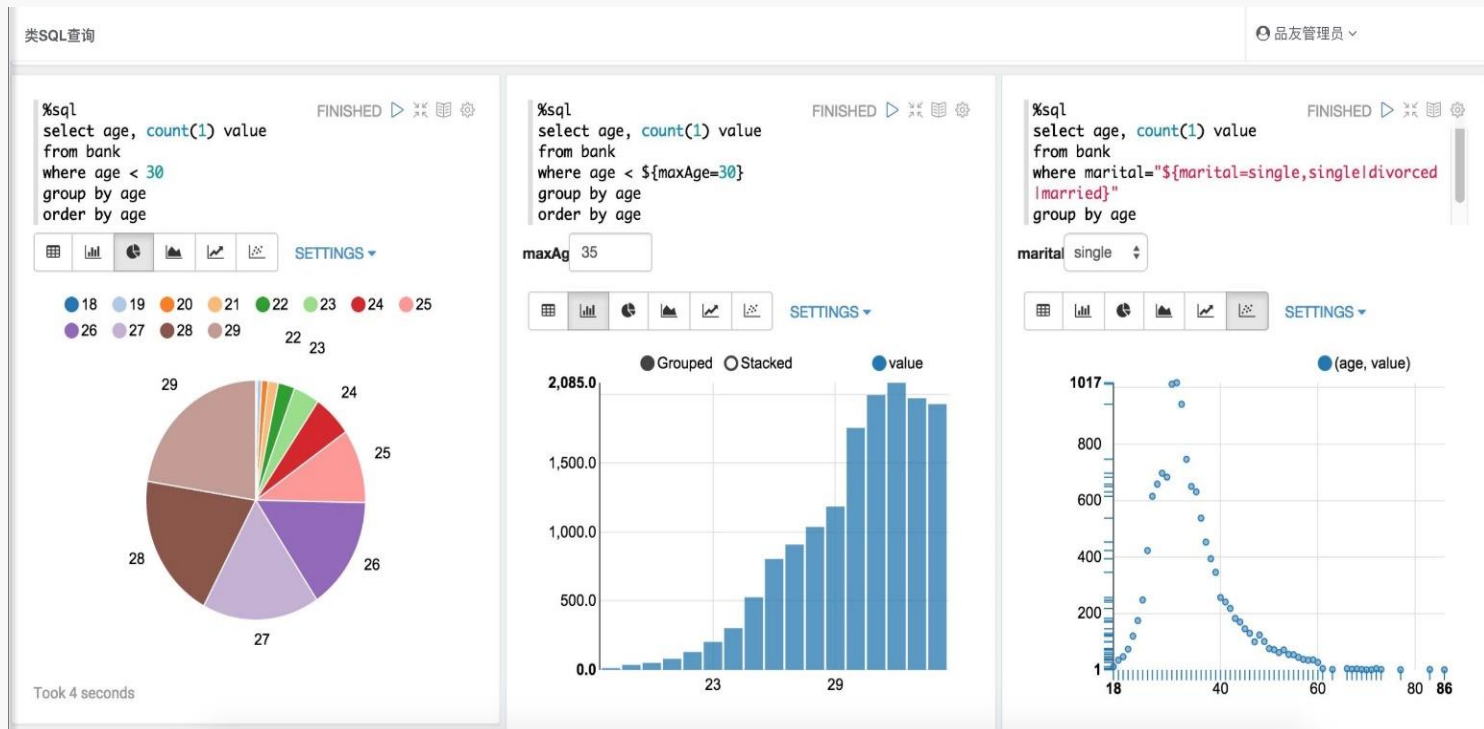 类SQL查询
品友管理员
%sql
FINISHED
select age, count(1) value
from bank
where age < 30
group by age
order by age
SETTINGS
18 19 20 21 22 23 24 25
26 27 28 29
22
23
24
25
26
27
28
29
Took 4 seconds
%sql
FINISHED
select age, count(1) value
from bank
where age < ${maxAge=30}
group by age
order by age
maxAg 35
SETTINGS
Grouped Stacked value
2,085.0
1,500.0
1,000.0
500.0
0.0
23 29
%sql
FINISHED
select age, count(1) value
from bank
where marital="${marital=single,single|divorced
|married}"
group by age
marital single
SETTINGS
(age, value)
1017
800
600
400
200
1
18 40 60 80 86